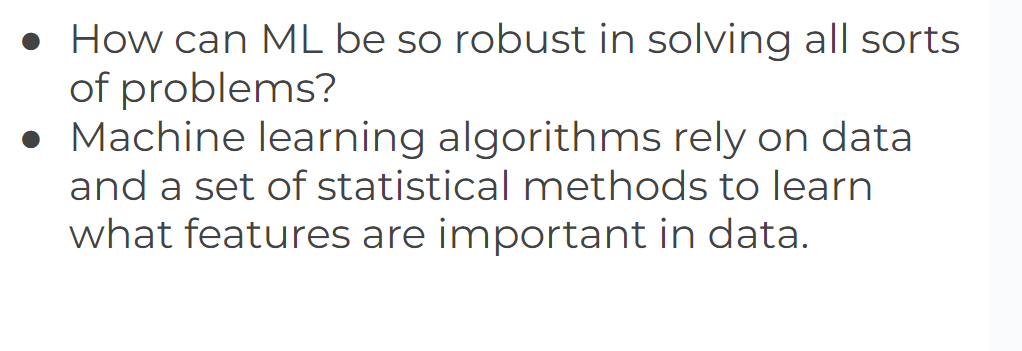 ● How can ML be so robust in solving all sorts
of problems?
● Machine learning algorithms rely on data
and a set of statistical methods to learn
what features are important in data.